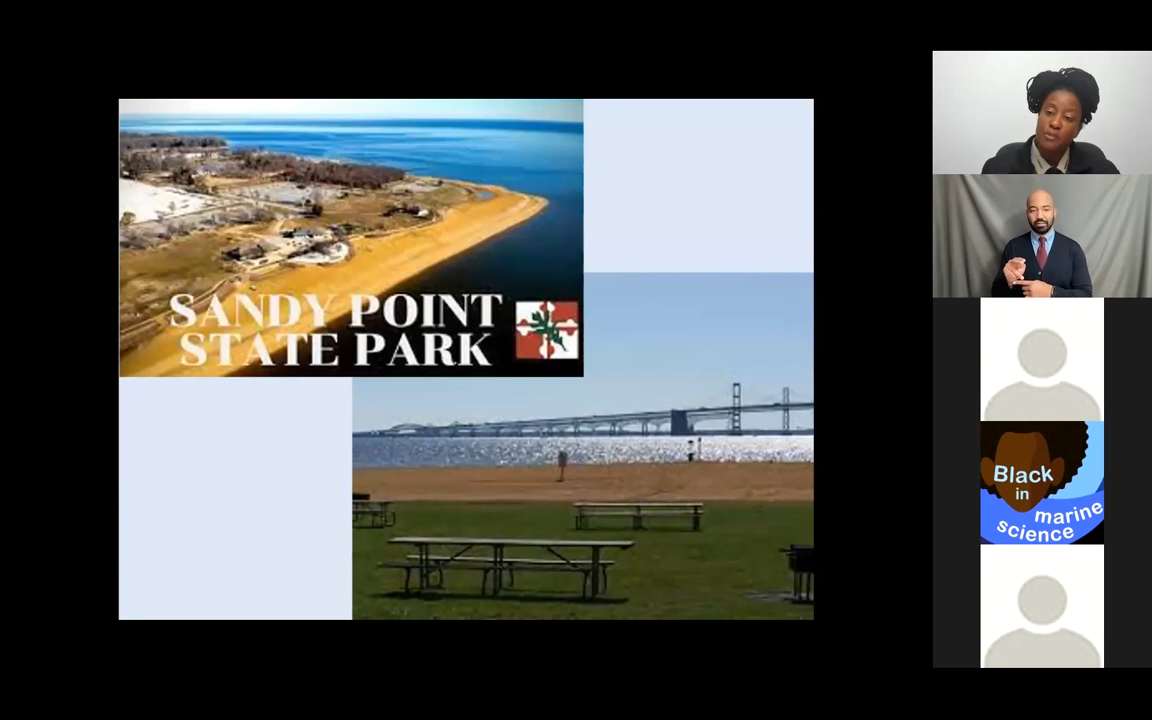 SANDY POINT
STATE PARK
Black
in
marine
science